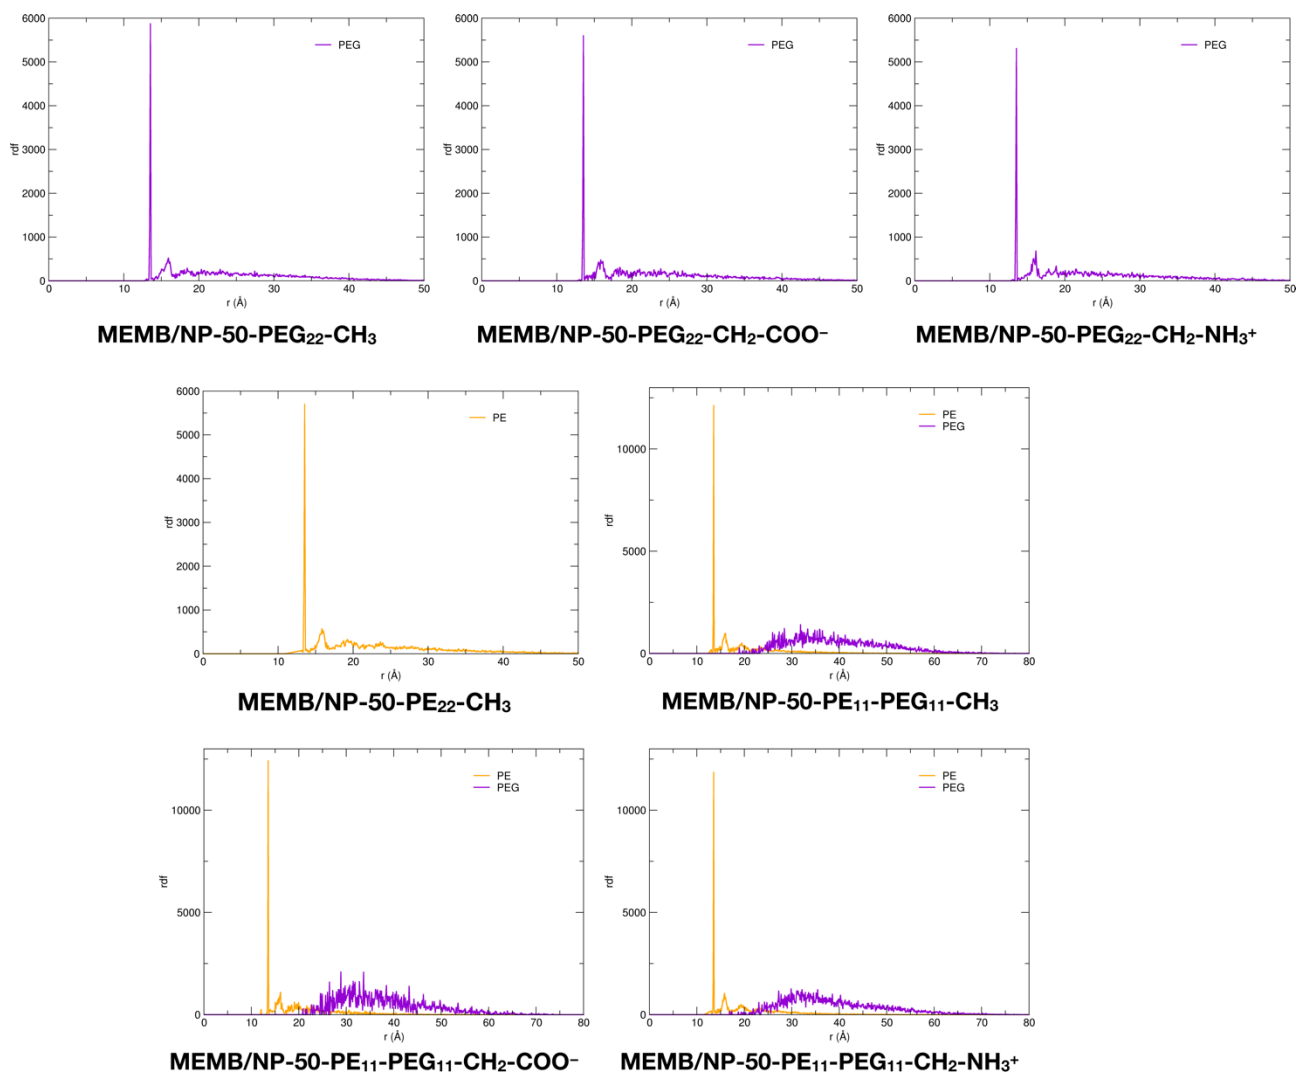 6000
5000
4000
3000
2000
1000
0
rdf
PEG
0 10 20 30 40 50
r (Å)
MEMB/NP-50-PEG₂₂-CH₃
6000
5000
4000
3000
2000
1000
0
rdf
PEG
0 10 20 30 40 50
r (Å)
MEMB/NP-50-PEG₂₂-CH₂-COO⁻
6000
5000
4000
3000
2000
1000
0
rdf
PEG
0 10 20 30 40 50
r (Å)
MEMB/NP-50-PEG₂₂-CH₂-NH₃⁺
6000
5000
4000
3000
2000
1000
0
rdf
PE
0 10 20 30 40 50
r (Å)
MEMB/NP-50-PE₂₂-CH₃
10000
5000
0
rdf
PE
PEG
0 10 20 30 40 50 60 70 80
r (Å)
MEMB/NP-50-PE₁₁-PEG₁₁-CH₃
10000
5000
0
rdf
PE
PEG
0 10 20 30 40 50 60 70 80
r (Å)
MEMB/NP-50-PE₁₁-PEG₁₁-CH₂-COO⁻
10000
5000
0
rdf
PE
PEG
0 10 20 30 40 50 60 70 80
r (Å)
MEMB/NP-50-PE₁₁-PEG₁₁-CH₂-NH₃⁺